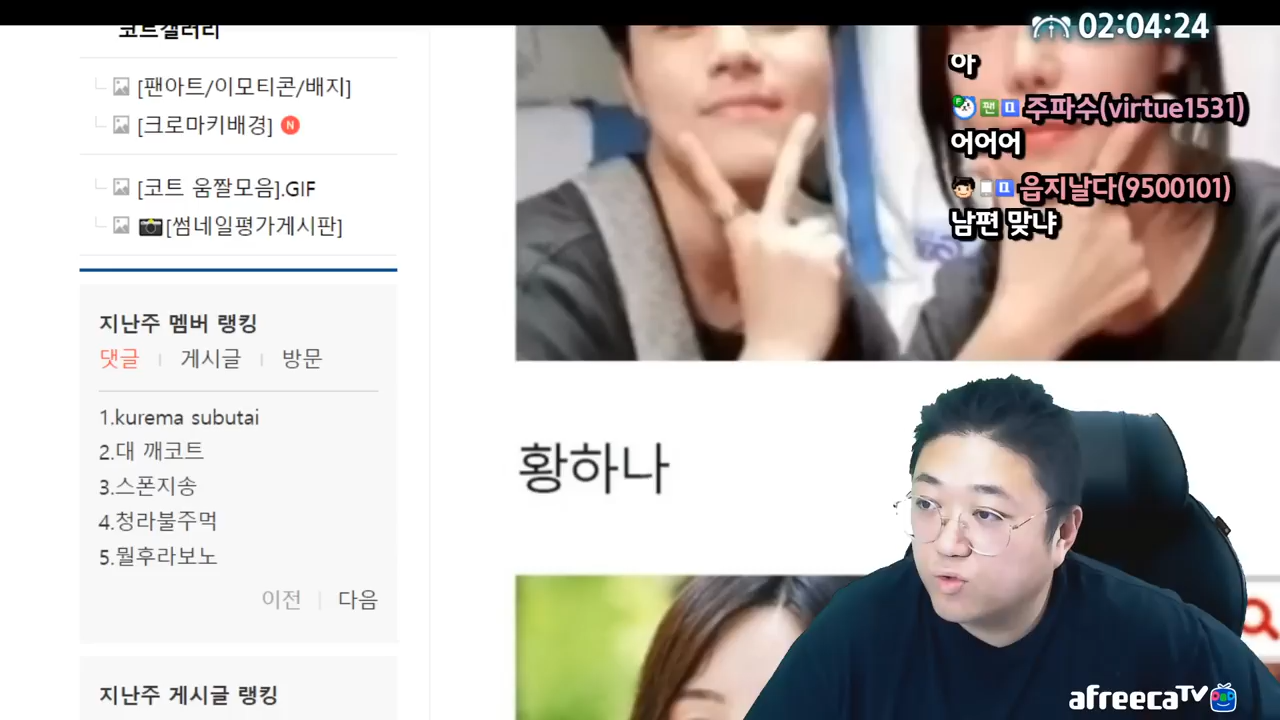 코트갤러리
[팬아트/이모티콘/배지]
[크로마키배경] N
[코트 움짤모음].GIF
[썸네일평가게시판]
지난주 멤버 랭킹
댓글 게시글 방문
1.kurema subutai
2.대 깨코트
3.스폰지송
4.청라불주먹
5.뭘후라보노
이전 다음
지난주 게시글 랭킹
황하나
02:04:24
아
F 팬 주파수(virtue1531)
어어어
읍지날다(9500101)
남편 맞냐
afreecaTV